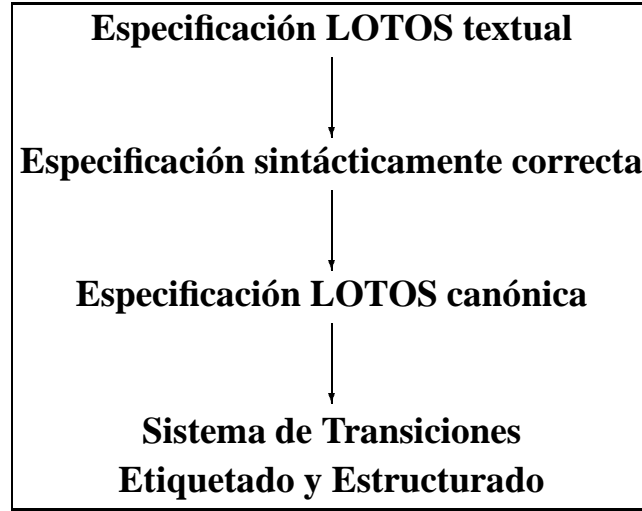 Especificación LOTOS textual
Especificación sintácticamente correcta
Especificación LOTOS canónica
Sistema de Transiciones
Etiquetado y Estructurado